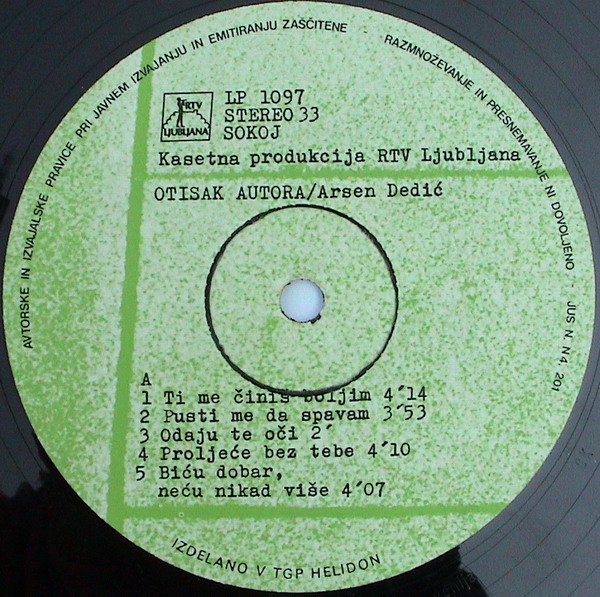 AVTORSKE IN IZVAJALSKE PRAVICE PRI JAVNEM IZVAJANJU IN EMITIRANJU ZAŠČITENE
RAZMNOŽEVANJE IN PRESNEMAVANJE NI DOVOLJENO - JUS N. N4. 201
RTV
LJUBLJANA
LP 1097
STEREO 33
SOKOJ
Kasetna produkcija RTV Ljubljana
OTISAK AUTORA/Arsen Dedić
A
1 Ti me činiš boljim 4´14
2 Pusti me da spavam 3´53
3 Odaju te oči 2´
4 Proljeće bez tebe 4´10
5 Biću dobar,
neću nikad više 4´07
IZDELANO V TGP HELIDON